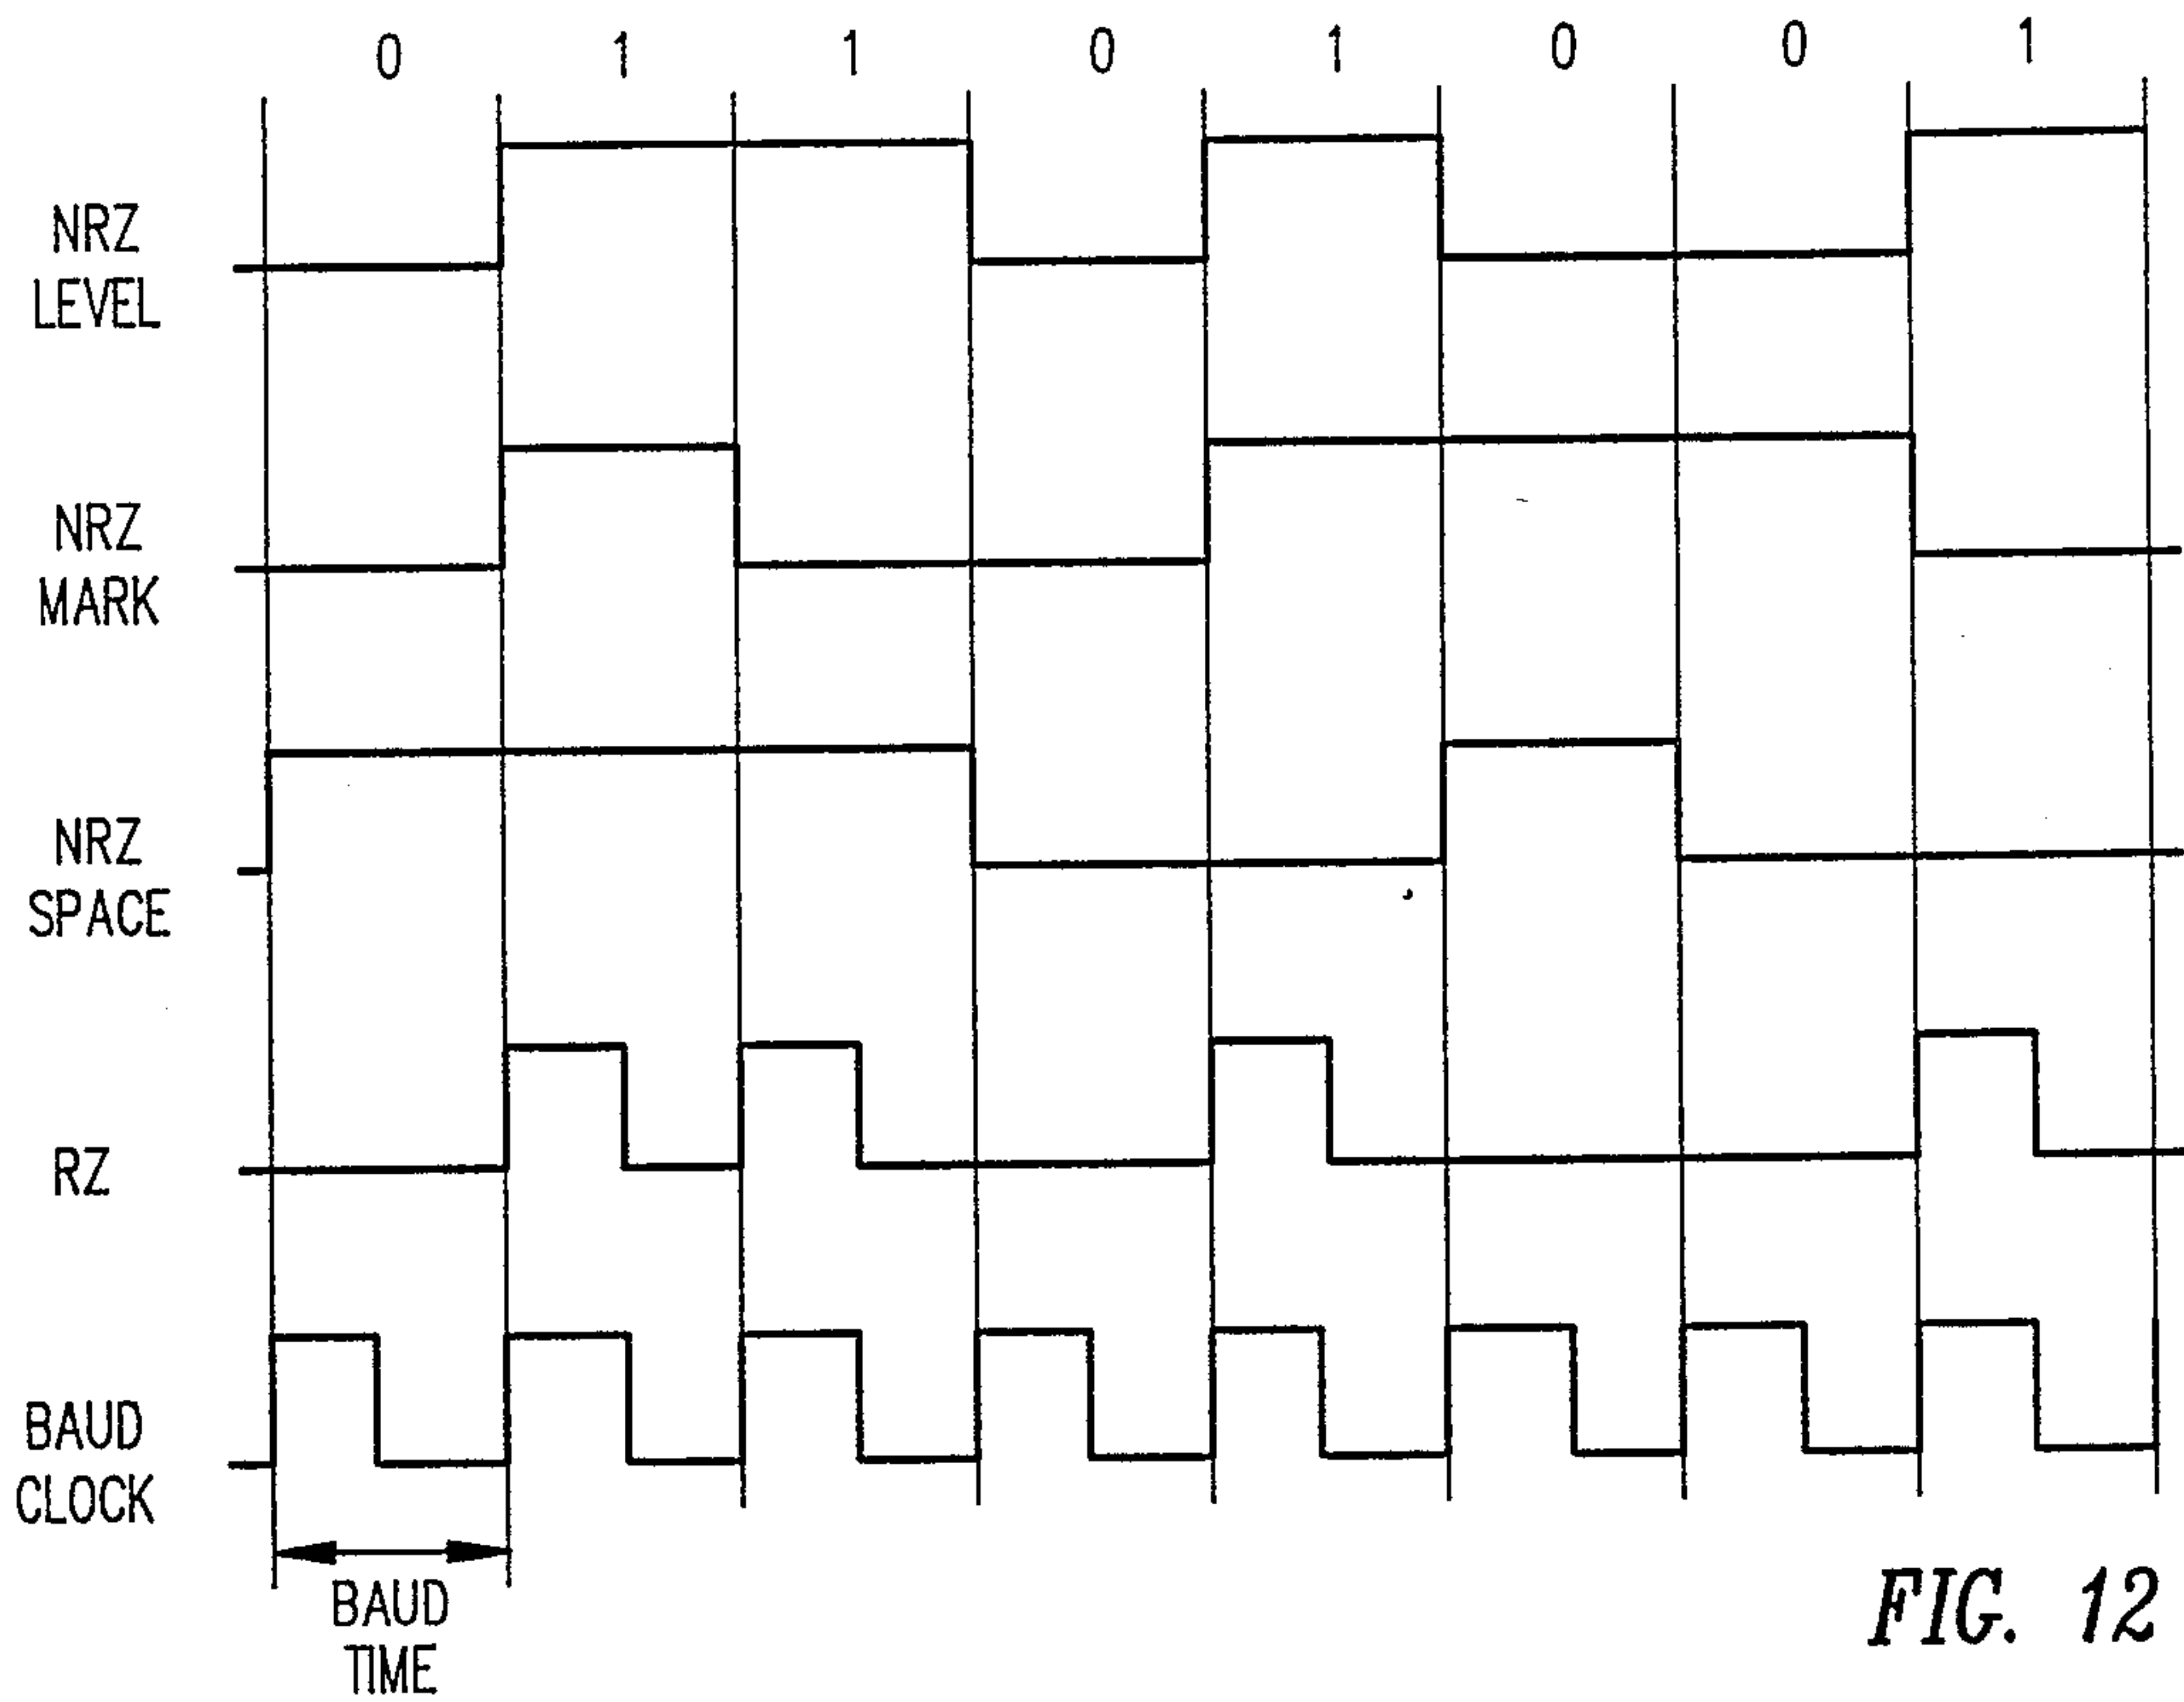 0 1 1 0 1 0 0 1
NRZ
LEVEL
NRZ
MARK
NRZ
SPACE
RZ
BAUD
CLOCK
BAUD
TIME
FIG. 12